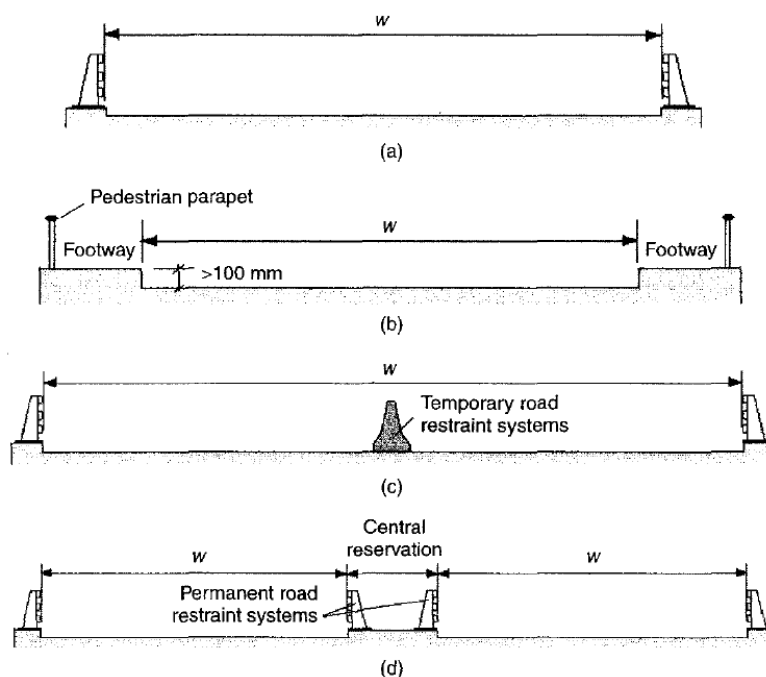 w
(a)
Pedestrian parapet
Footway
w
Footway
>100 mm
(b)
w
Temporary road
restraint systems
(c)
Central
reservation
w
w
Permanent road
restraint systems
(d)